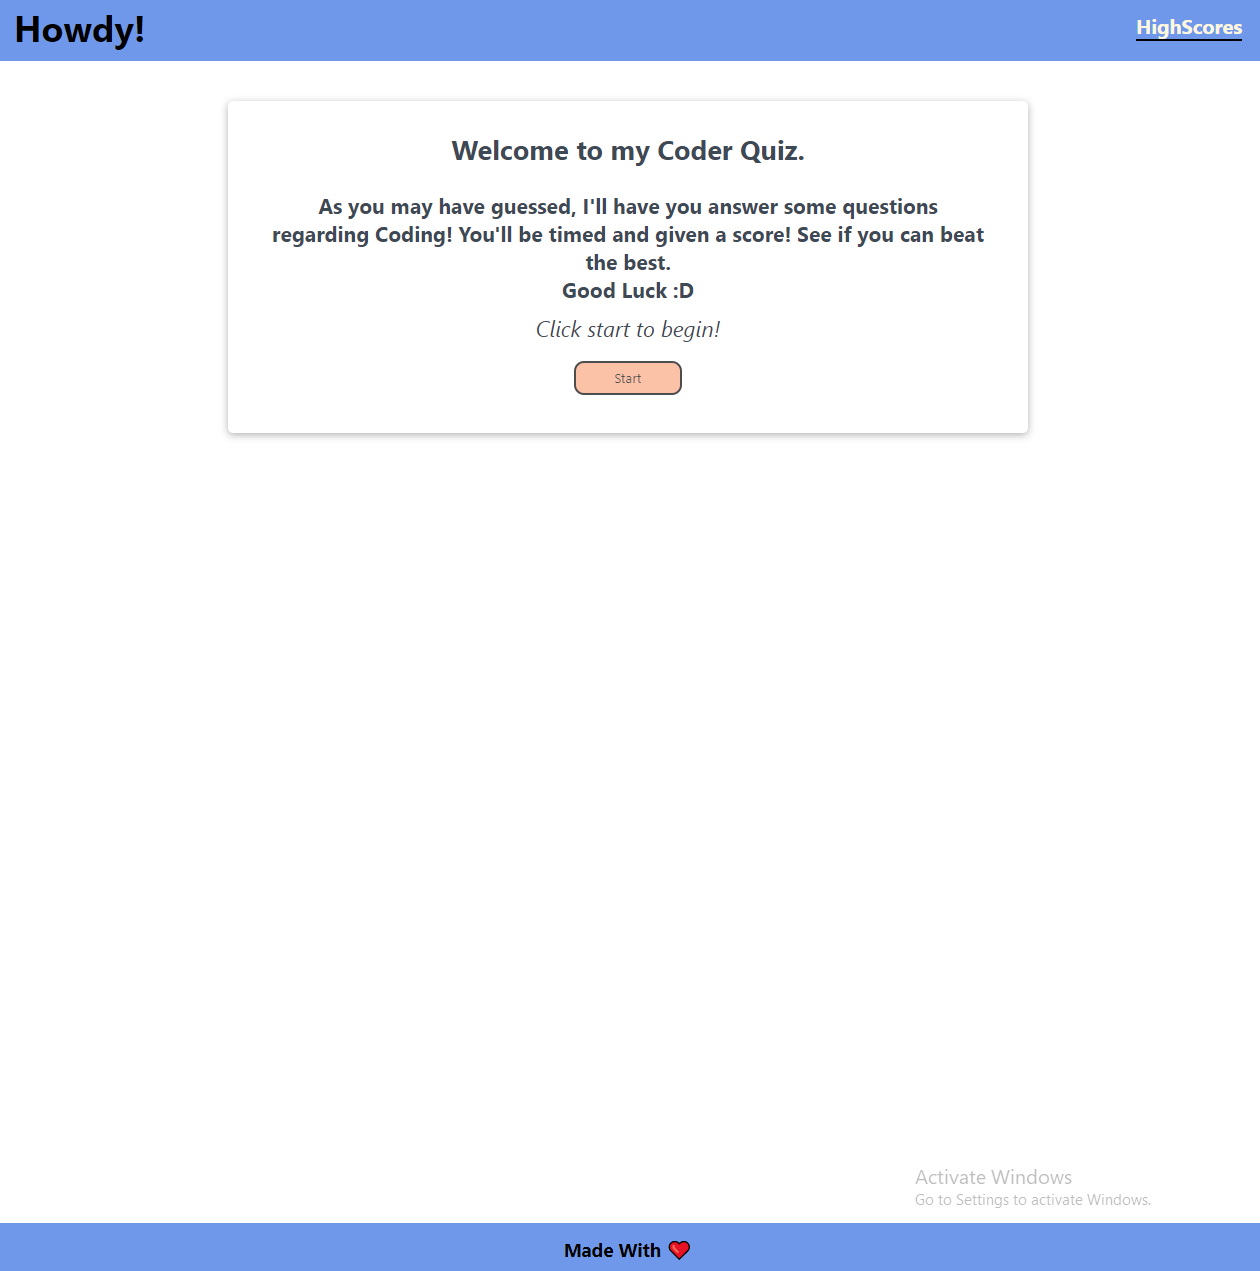 Howdy!
HighScores
Welcome to my Coder Quiz.
As you may have guessed, I'll have you answer some questions
regarding Coding! You'll be timed and given a score! See if you can beat
the best.
Good Luck :D
Click start to begin!
Start
Activate Windows
Go to Settings to activate Windows.
Made With ❤️